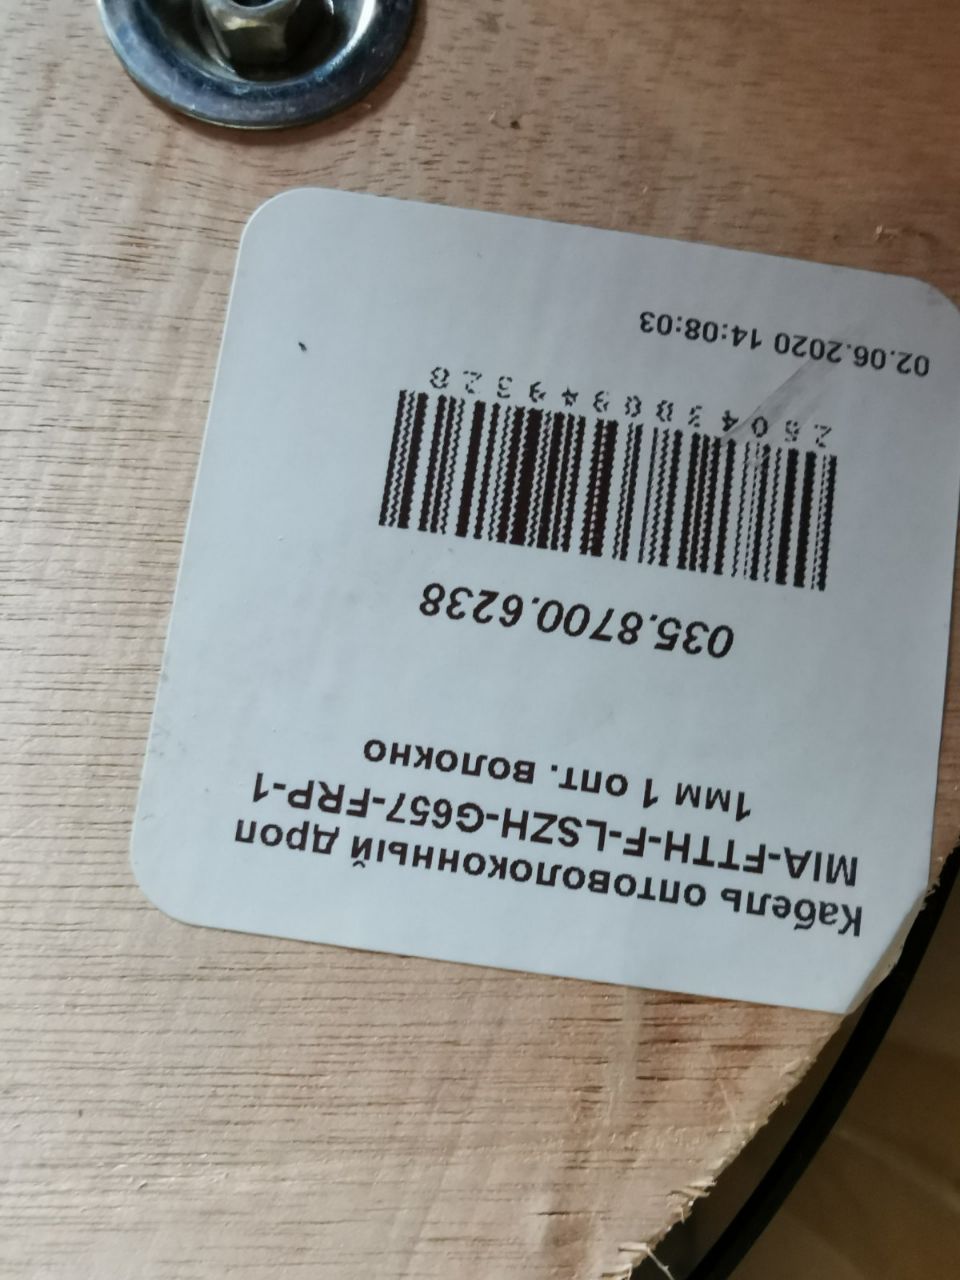 Кабель оптоволоконный дроп
MIA-FTTH-F-LSZH-G657-FRP-1
1мм 1 опт. волокно
035.8700.6238
02.06.2020 14:08:03